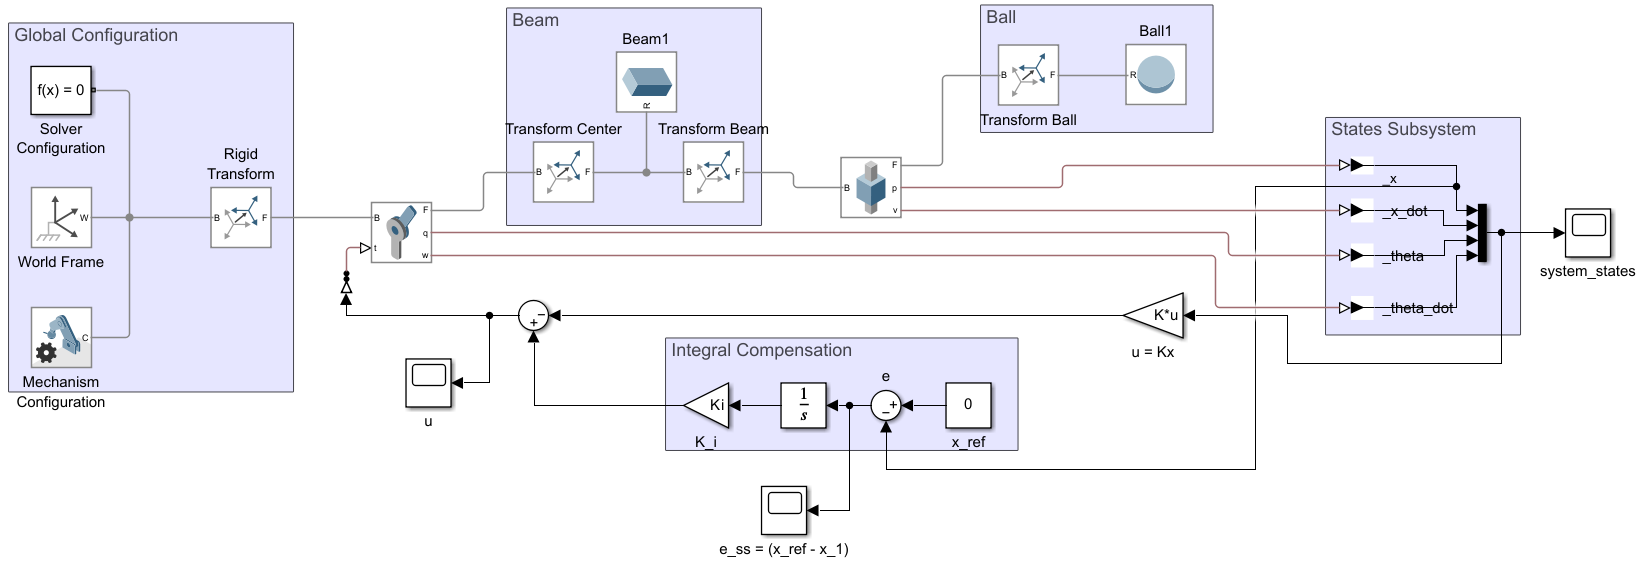 Global Configuration
f(x) = 0
Solver
Configuration
W
World Frame
C
Mechanism
Configuration
Rigid
Transform
B
F
B
F
q
t
w
Beam
Beam1
R
Transform Center
B
F
Transform Beam
B
F
B
F
p
v
Ball
B
F
Transform Ball
Ball1
R
States Subsystem
_x
_x_dot
_theta
_theta_dot
system_states
K*u
u = Kx
−
+
u
Integral Compensation
Ki
K_i
1
s
e
+
−
0
x_ref
e_ss = (x_ref - x_1)